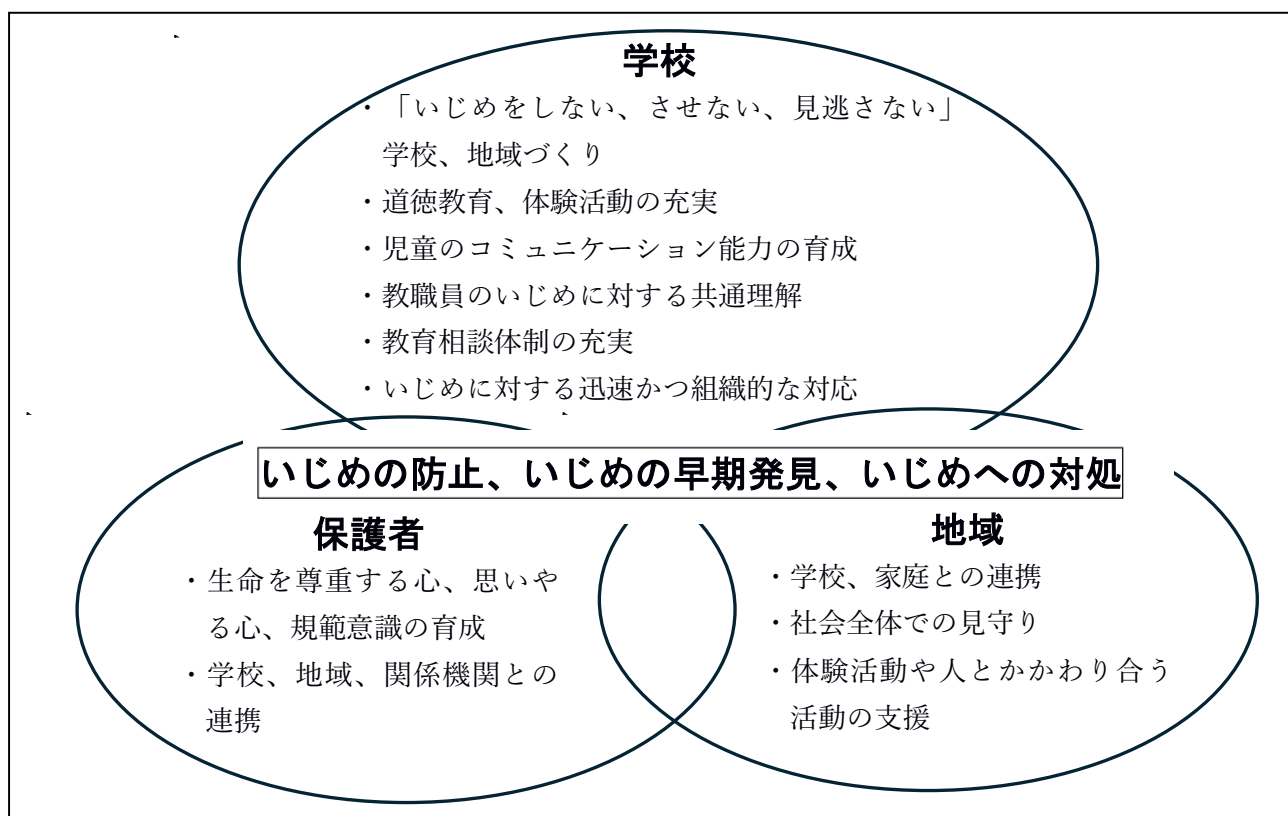 学校
・「いじめをしない、させない、見逃さない」
学校、地域づくり
・道徳教育、体験活動の充実
・児童のコミュニケーション能力の育成
・教職員のいじめに対する共通理解
・教育相談体制の充実
・いじめに対する迅速かつ組織的な対応
いじめの防止、いじめの早期発見、いじめへの対処
保護者
・生命を尊重する心、思いや
る心、規範意識の育成
・学校、地域、関係機関との
連携
地域
・学校、家庭との連携
・社会全体での見守り
・体験活動や人とかかわり合う
活動の支援